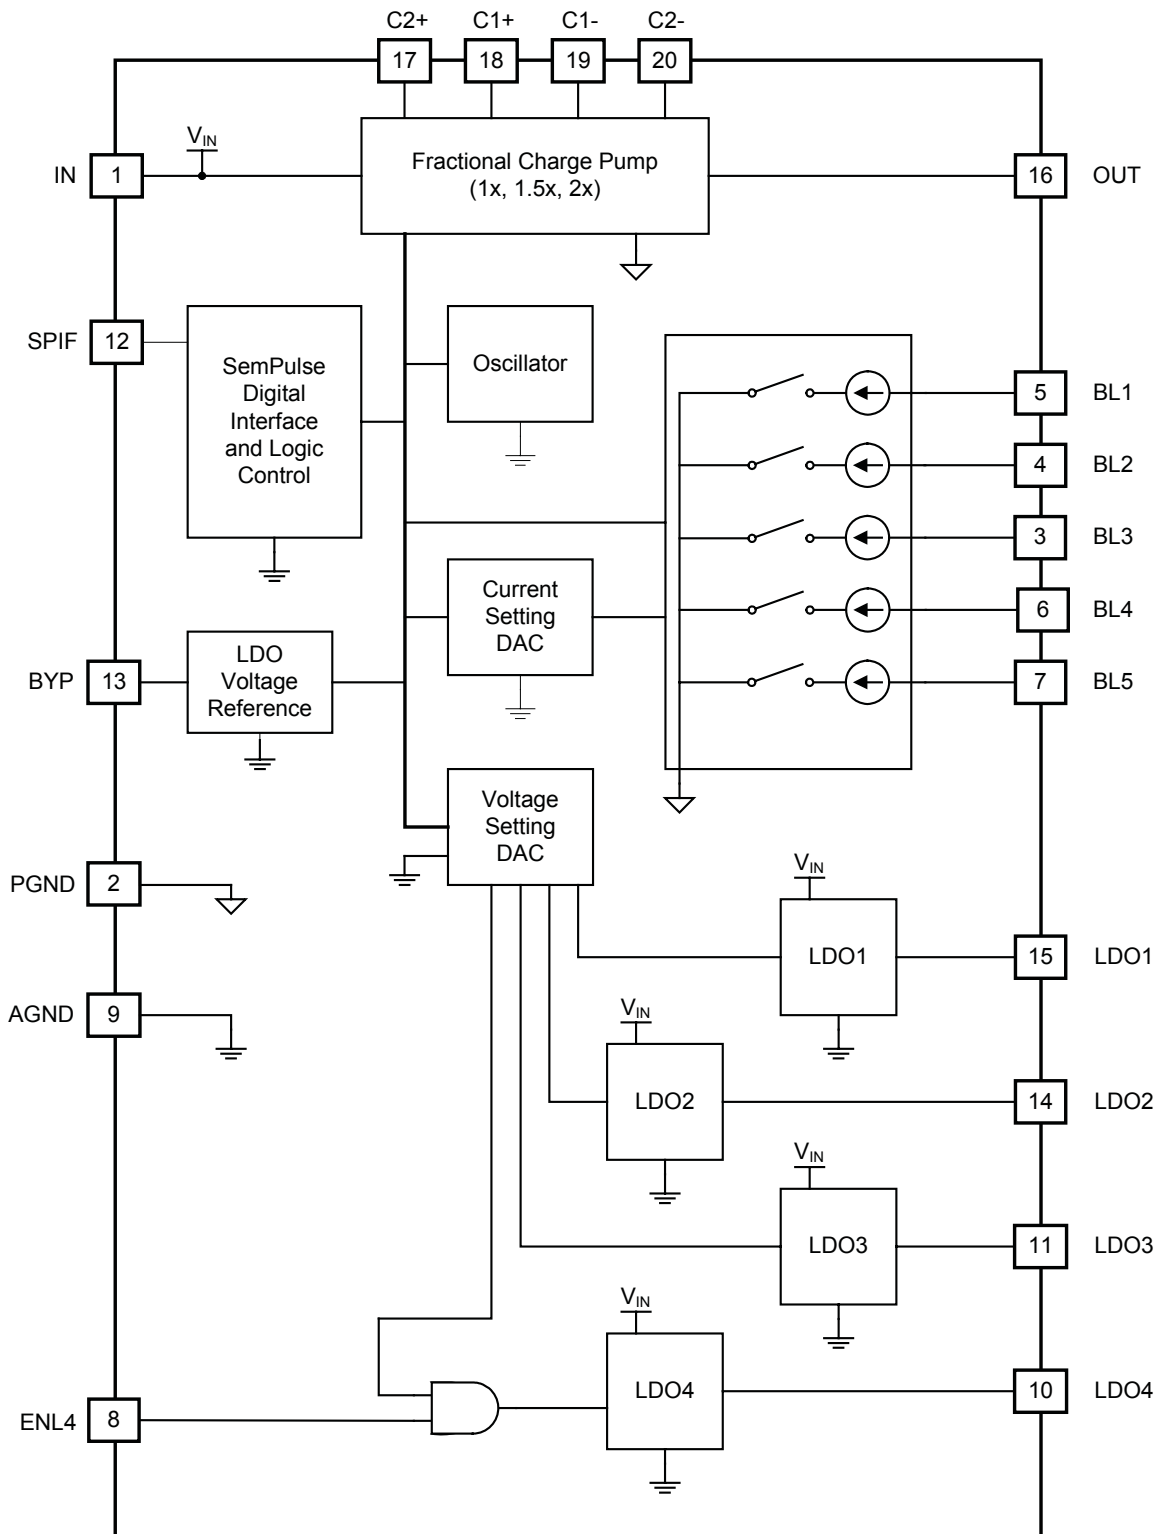 C2+ C1+ C1- C2-
17 18 19 20
VIN
IN 1
Fractional Charge Pump
(1x, 1.5x, 2x)
16 OUT
SPIF 12
SemPulse
Digital
Interface
and Logic
Control
Oscillator
5 BL1
4 BL2
3 BL3
6 BL4
7 BL5
Current
Setting
DAC
BYP 13
LDO
Voltage
Reference
Voltage
Setting
DAC
PGND 2
VIN
LDO1
15 LDO1
AGND 9
VIN
LDO2
14 LDO2
VIN
LDO3
11 LDO3
VIN
LDO4
10 LDO4
ENL4 8